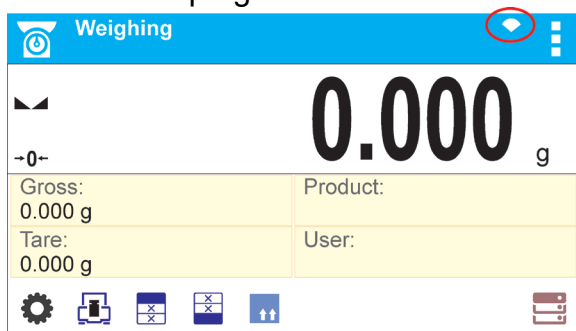 Weighing
0.000 g
→0←
Gross:
0.000 g
Product:
Tare:
0.000 g
User: